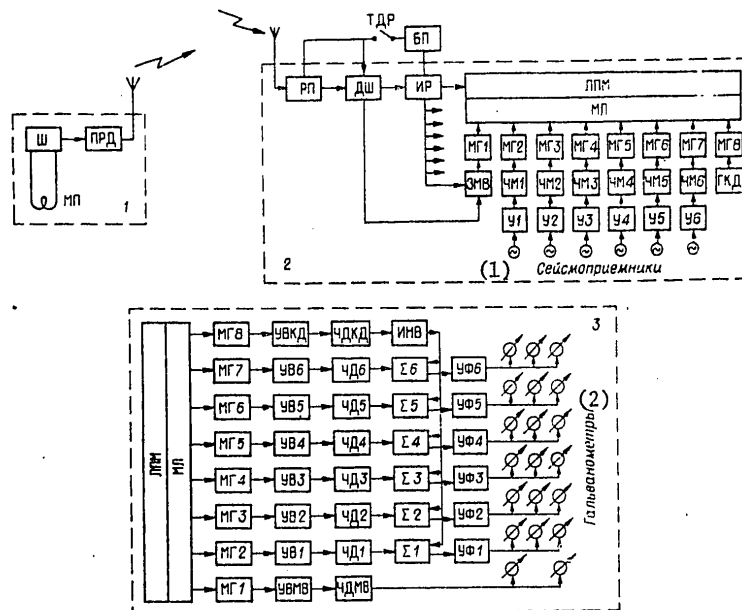 ТДР
БП
РП
ДШ
ИР
ЛПМ
МЛ
Ш
ПРД
МП
1
МГ1 МГ2 МГ3 МГ4 МГ5 МГ6 МГ7 МГ8
ЗМВ ЧМ1 ЧМ2 ЧМ3 ЧМ4 ЧМ5 ЧМ6 ГКД
У1 У2 У3 У4 У5 У6
2
(1) Сейсмоприемники
3
ЛПМ МЛ
МГ8 УВКД ЧДКД ИМВ
МГ7 УВ6 ЧД6 Σ6 УФ6
МГ6 УВ5 ЧД5 Σ5 УФ5
МГ5 УВ4 ЧД4 Σ4 УФ4
МГ4 УВ3 ЧД3 Σ3 УФ3
МГ3 УВ2 ЧД2 Σ2 УФ2
МГ2 УВ1 ЧД1 Σ1 УФ1
МГ1 УВМВ ЧДМВ
(2)
Гальванометры